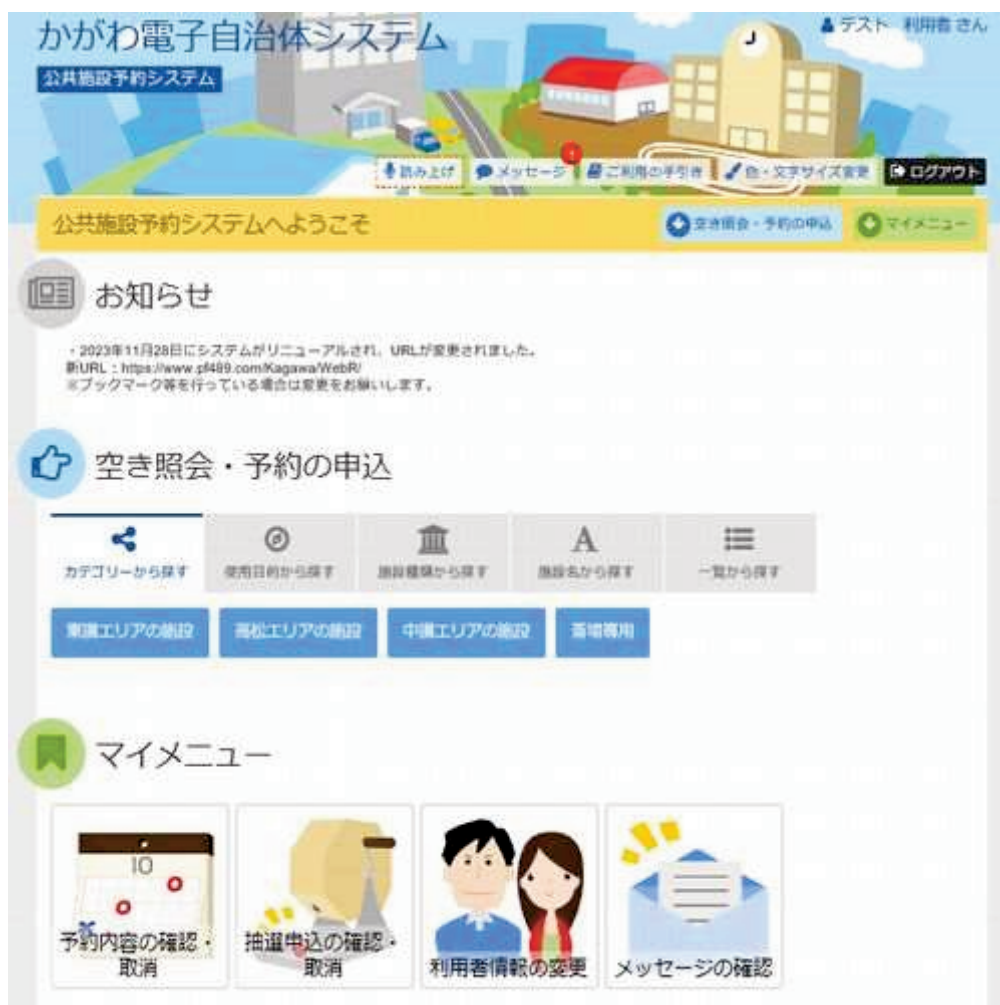 かがわ電子自治体システム
テスト 利用者 さん
公共施設予約システム
読み上げ メッセージ 1 ご利用の手引き 色・文字サイズ変更 ログアウト
公共施設予約システムへようこそ 空き照会・予約の申込 マイメニュー
お知らせ
・2023年11月28日にシステムがリニューアルされ、URLが変更されました。
新URL:https://www.pf489.com/Kagawa/WebR/
※ブックマーク等を行っている場合は変更をお願いします。
空き照会・予約の申込
カテゴリーから探す 使用目的から探す 施設種類から探す 施設名から探す 一覧から探す
東讃エリアの施設 高松エリアの施設 中讃エリアの施設 斎場専用
マイメニュー
10
予約内容の確認・
取消
抽選申込の確認・
取消
利用者情報の変更
メッセージの確認